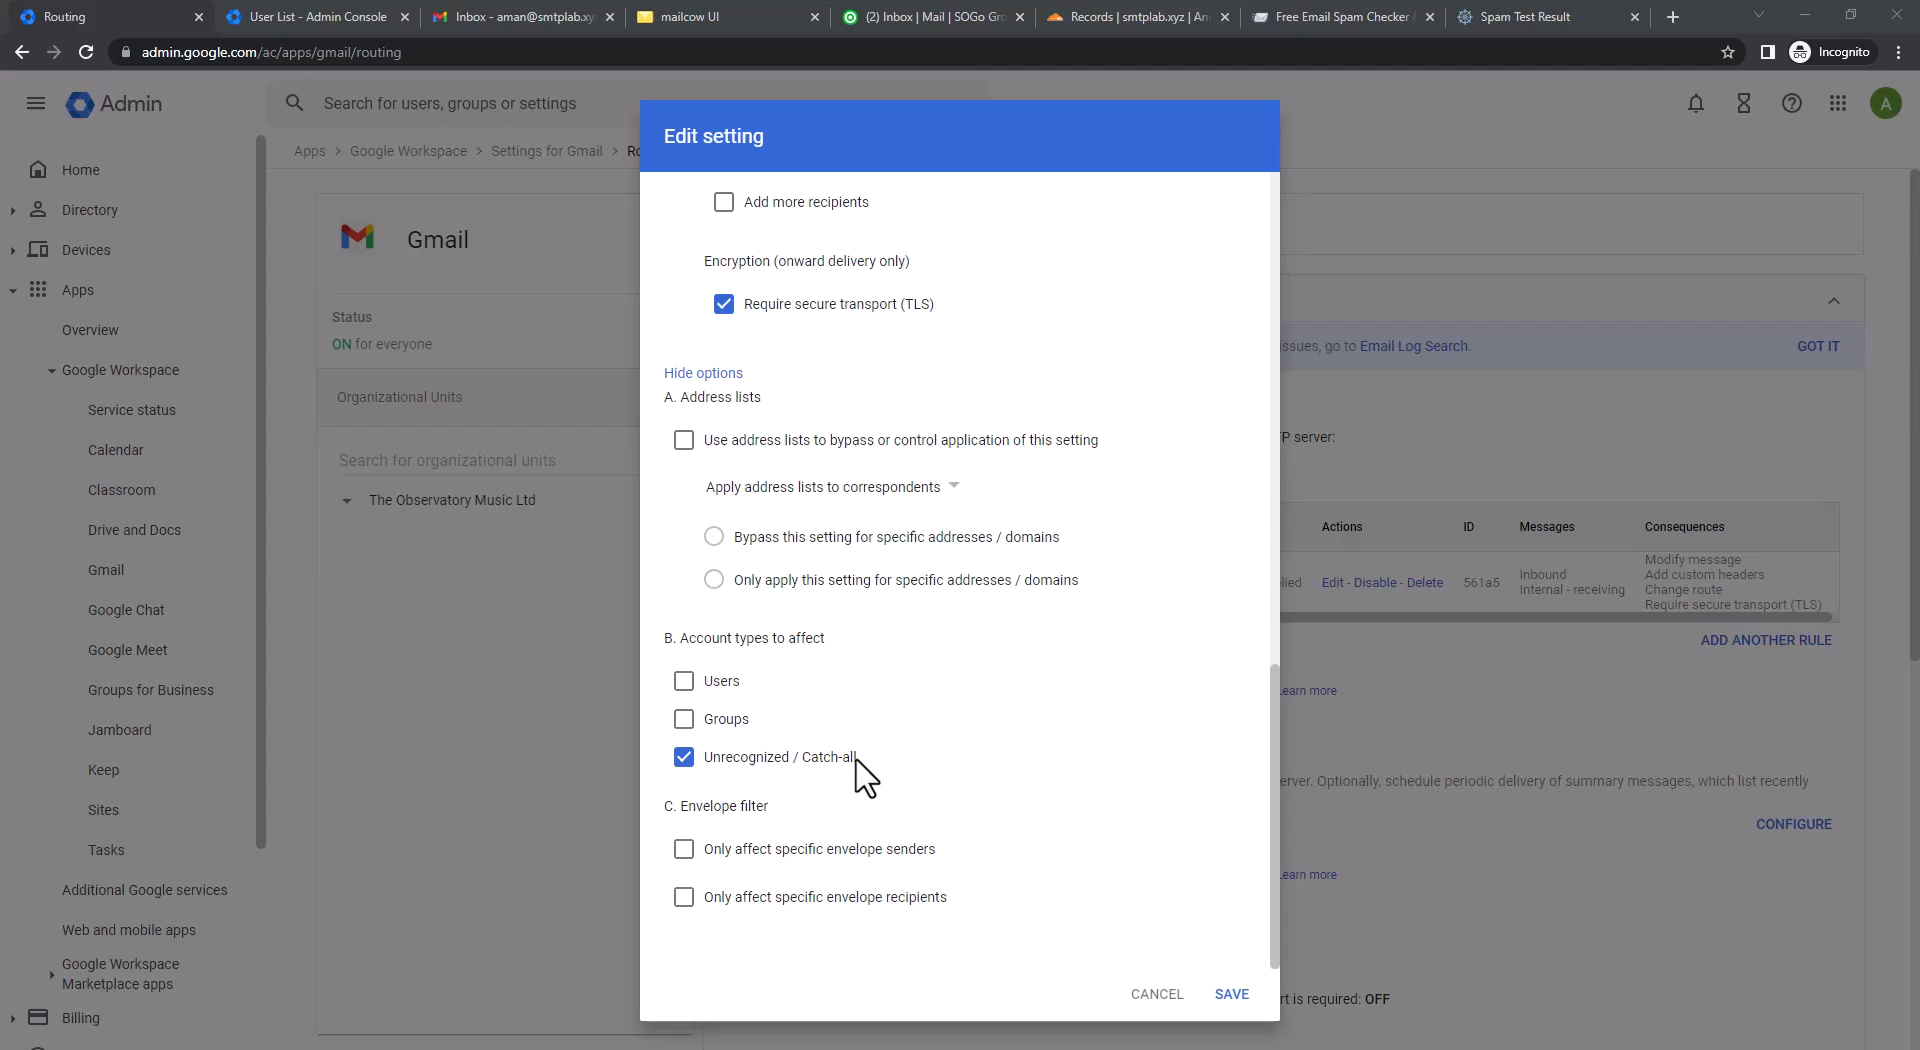 Routing
User List - Admin Console
Inbox - aman@smtplab.xy
mailcow UI
(2) Inbox | Mail | SOGo Gro
Records | smtplab.xyz | An
Free Email Spam Checker
Spam Test Result
admin.google.com/ac/apps/gmail/routing
Incognito
Admin
Search for users, groups or settings
A
Home
Directory
Devices
Apps
Overview
Google Workspace
Service status
Calendar
Classroom
Drive and Docs
Gmail
Google Chat
Google Meet
Groups for Business
Jamboard
Keep
Sites
Tasks
Additional Google services
Web and mobile apps
Google Workspace
Marketplace apps
Billing
Apps > Google Workspace > Settings for Gmail > Ro
Gmail
Status
ON for everyone
Organizational Units
Search for organizational units
The Observatory Music Ltd
Edit setting
Add more recipients
Encryption (onward delivery only)
Require secure transport (TLS)
Hide options
A. Address lists
Use address lists to bypass or control application of this setting
Apply address lists to correspondents
Bypass this setting for specific addresses / domains
Only apply this setting for specific addresses / domains
B. Account types to affect
Users
Groups
Unrecognized / Catch-all
C. Envelope filter
Only affect specific envelope senders
Only affect specific envelope recipients
CANCEL
SAVE
issues, go to Email Log Search.
GOT IT
P server:
Actions
ID
Messages
Consequences
lied
Edit - Disable - Delete
561a5
Inbound
Internal - receiving
Modify message
Add custom headers
Change route
Require secure transport (TLS)
ADD ANOTHER RULE
Learn more
erver. Optionally, schedule periodic delivery of summary messages, which list recently
CONFIGURE
Learn more
rt is required: OFF